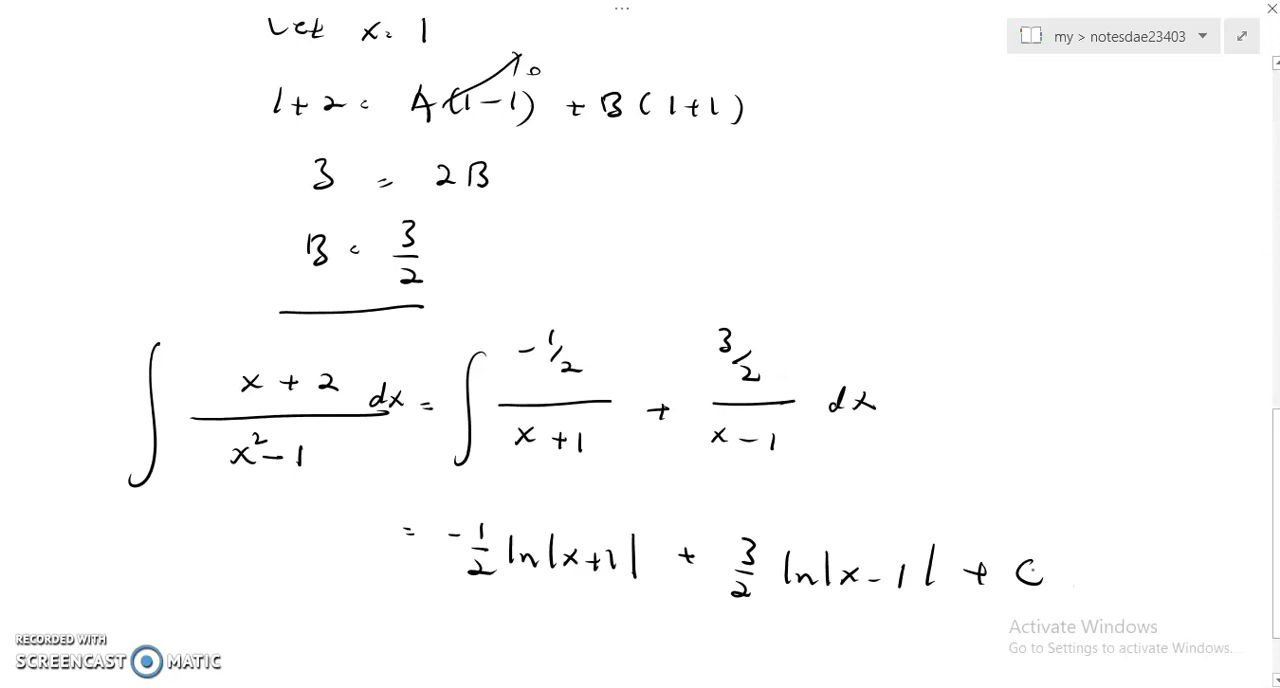 Let x = 1
my > notesdae23403
1 + 2 = A(1 - 1) + B(1 + 1)
0
3 = 2B
B = 3/2
∫ (x + 2)/(x² - 1) dx = ∫ (-1/2)/(x + 1) + (3/2)/(x - 1) dx
= -1/2 ln|x+1| + 3/2 ln|x - 1| + C
Activate Windows
Go to Settings to activate Windows.
RECORDED WITH
SCREENCAST MATIC